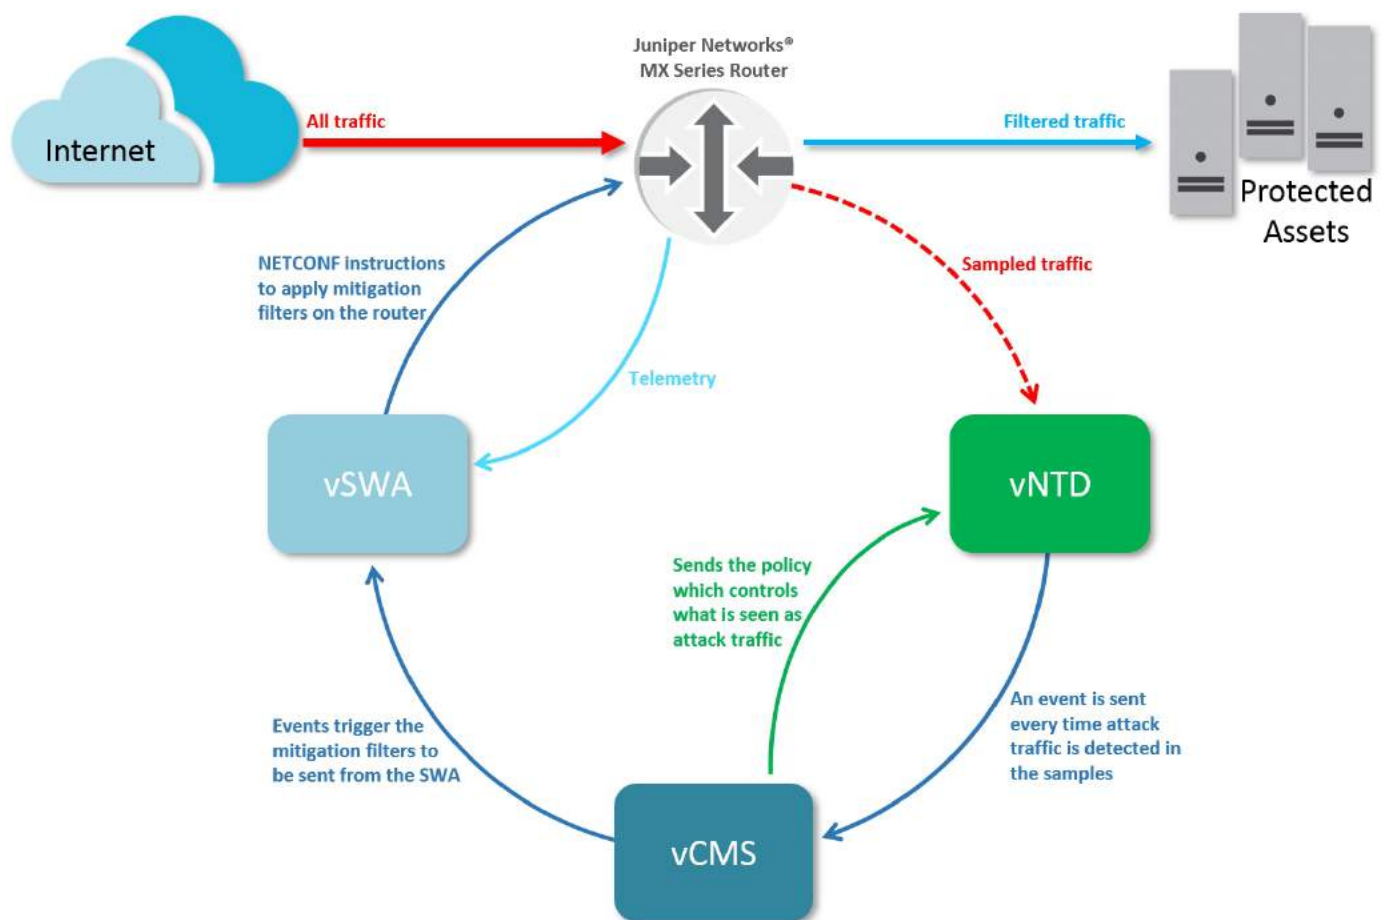 Juniper Networks®
MX Series Router
All traffic
Filtered traffic
Internet
Protected
Assets
NETCONF instructions
to apply mitigation
filters on the router
Sampled traffic
Telemetry
vSWA
vNTD
Sends the policy
which controls
what is seen as
attack traffic
Events trigger the
mitigation filters to
be sent from the SWA
An event is sent
every time attack
traffic is detected in
the samples
vCMS